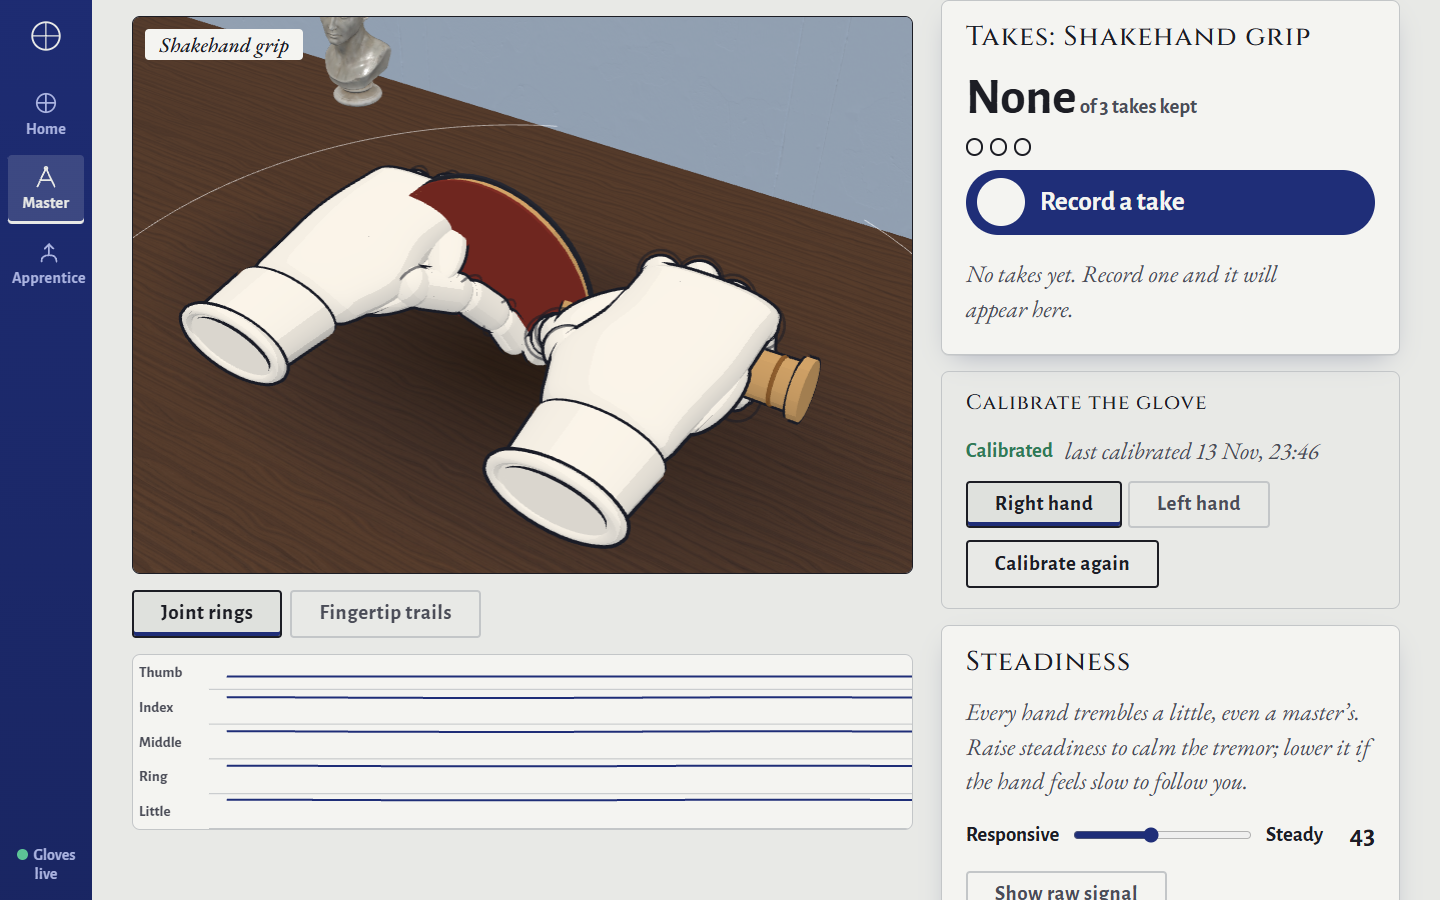 Home
Master
Apprentice
Gloves
live
Shakehand grip
Joint rings
Fingertip trails
Thumb
Index
Middle
Ring
Little
Takes: Shakehand grip
None of 3 takes kept
Record a take
No takes yet. Record one and it will
appear here.
Calibrate the glove
Calibrated last calibrated 13 Nov, 23:46
Right hand
Left hand
Calibrate again
Steadiness
Every hand trembles a little, even a master’s.
Raise steadiness to calm the tremor; lower it if
the hand feels slow to follow you.
Responsive
Steady
43
Show raw signal